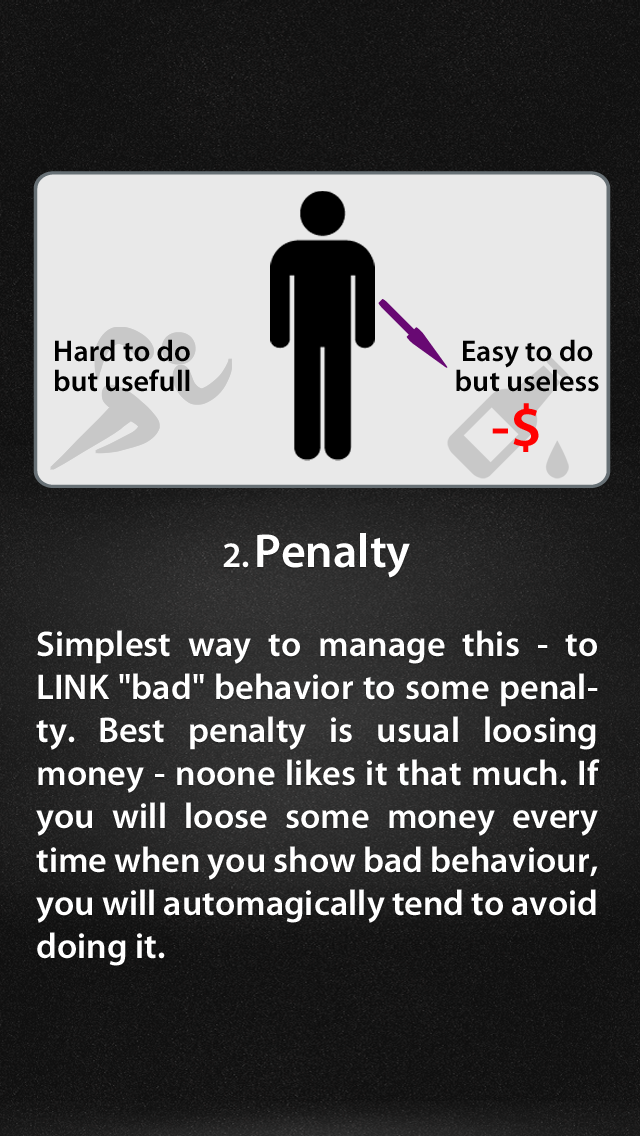 Hard to do
but usefull
Easy to do
but useless
-$
2. Penalty
Simplest way to manage this - to
LINK "bad" behavior to some penal-
ty. Best penalty is usual loosing
money - noone likes it that much. If
you will loose some money every
time when you show bad behaviour,
you will automagically tend to avoid
doing it.